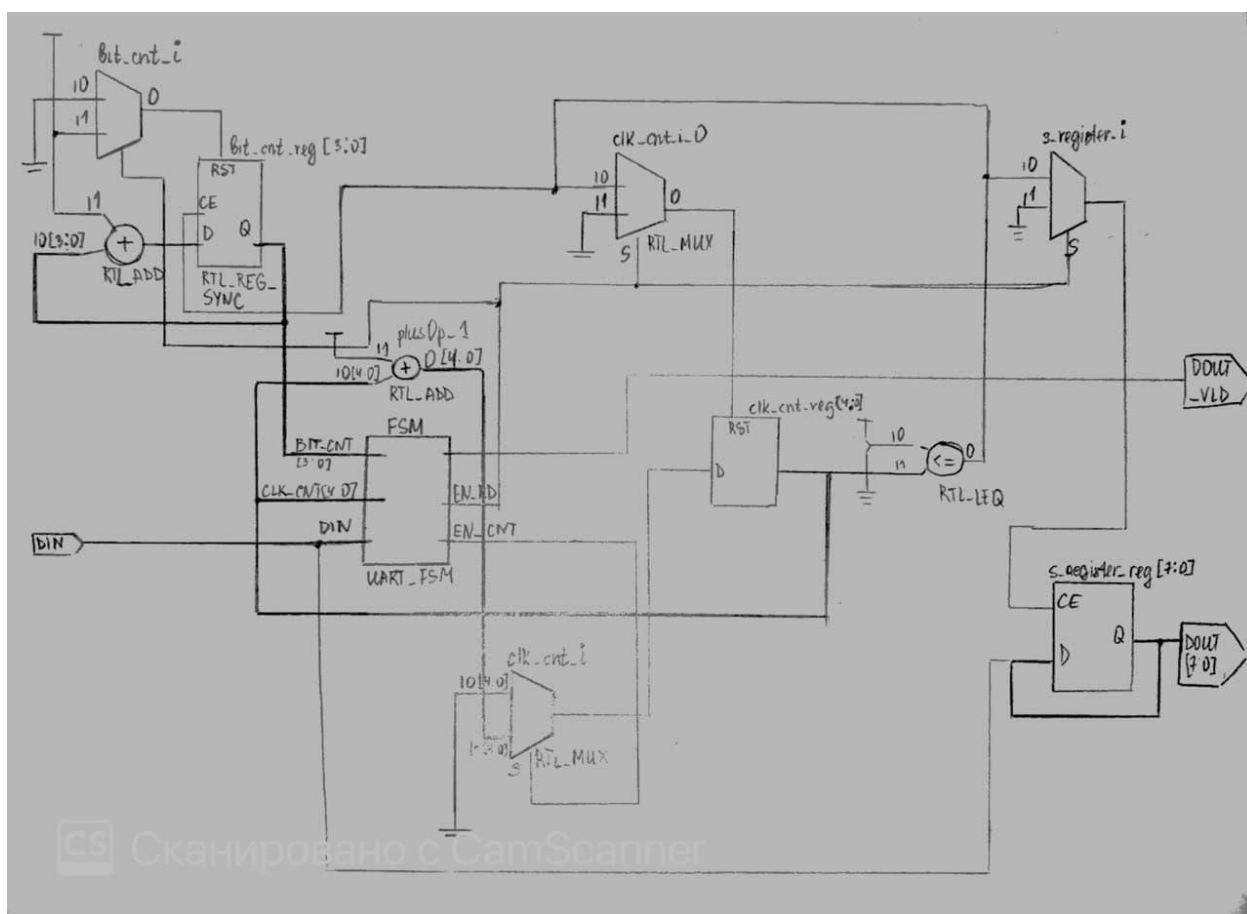 bit_cnt_i
I0
O
I1
bit_cnt_reg [3:0]
RST
CE
D
Q
RTL_REG_
SYNC
I1
I0[3:0]
+
RTL_ADD
clk_cnt_i_0
I0
I1
O
S
RTL_MUX
s_register_i
I0
I1
S
plusOp_1
I1
O[4:0]
I0[4:0]
+
RTL_ADD
DOUT
_VLD
FSM
BIT_CNT
[3:0]
CLK_CNT[4:0]
DIN
EN_RD
EN_CNT
UART_FSM
DIN
clk_cnt_reg[4:0]
RST
D
I0
I1
<=
O
RTL_LEQ
s_register_reg[7:0]
CE
D
Q
DOUT
[7:0]
clk_cnt_i
I0[4:0]
S
RTL_MUX
CS Сканировано с CamScanner